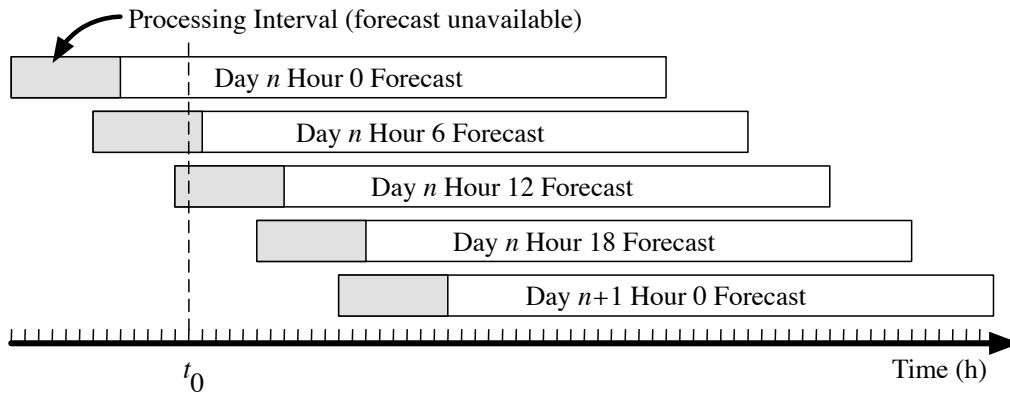 Processing Interval (forecast unavailable)
Day n Hour 0 Forecast
Day n Hour 6 Forecast
Day n Hour 12 Forecast
Day n Hour 18 Forecast
Day n+1 Hour 0 Forecast
t0
Time (h)